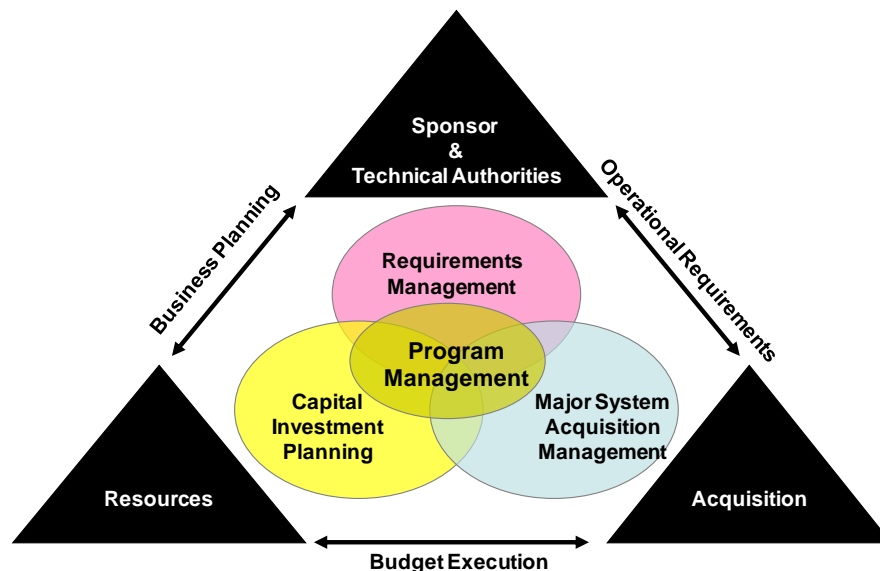 Sponsor
&
Technical Authorities
Business Planning
Operational Requirements
Requirements
Management
Program
Management
Capital
Investment
Planning
Major System
Acquisition
Management
Resources
Acquisition
Budget Execution